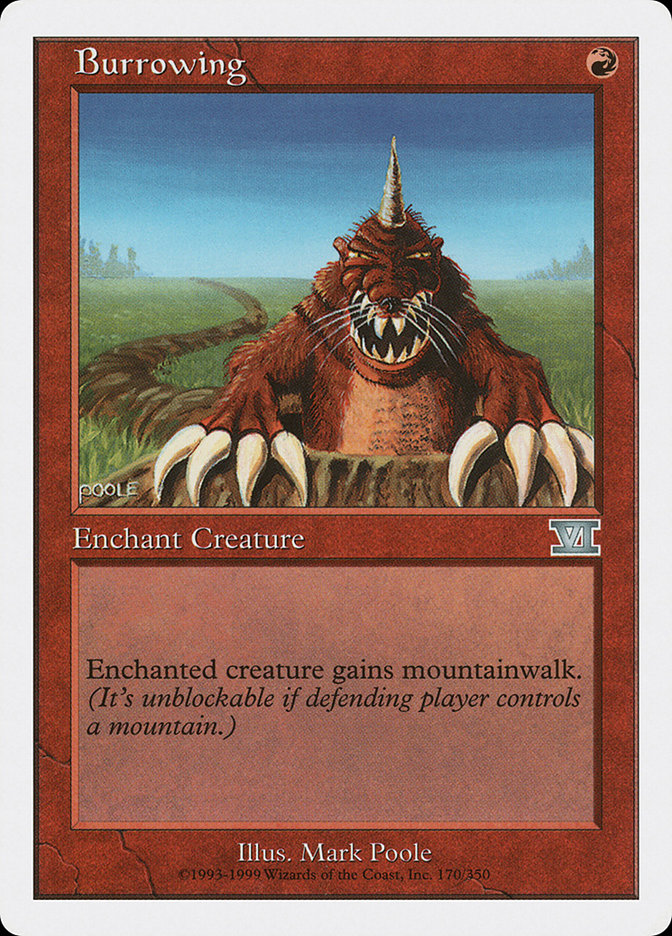 Burrowing
POOLE
Enchant Creature
VI
Enchanted creature gains mountainwalk.
(It's unblockable if defending player controls
a mountain.)
Illus. Mark Poole
©1993-1999 Wizards of the Coast, Inc. 170/350